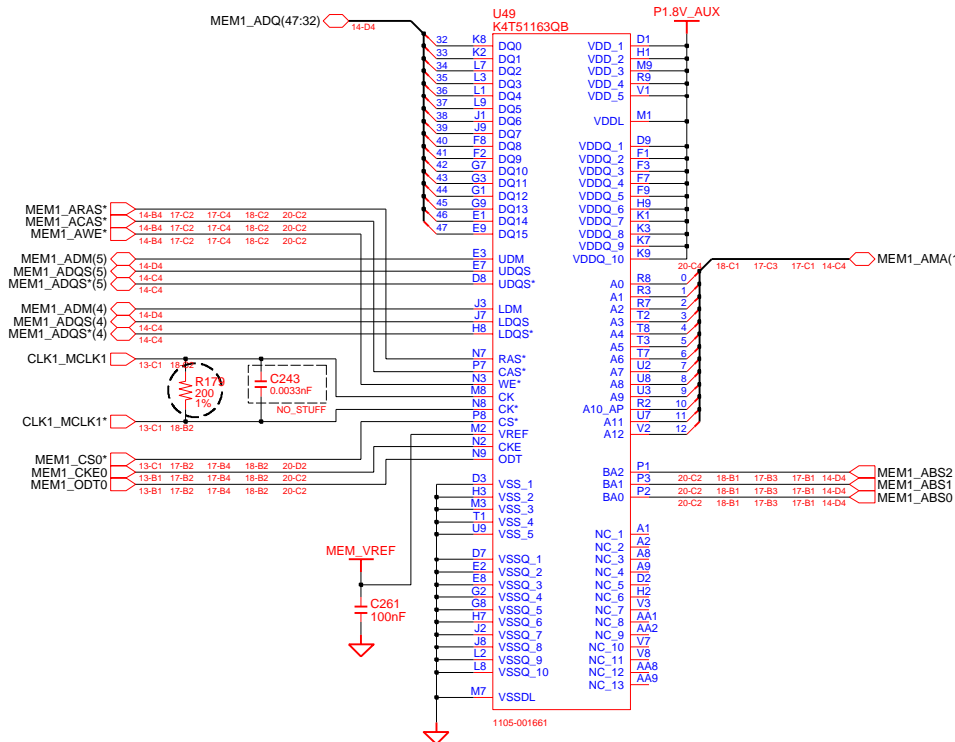 U49
K4T51163QB
P1.8V_AUX
MEM1_ADQ(47:32)
14-D4
32 K8 DQ0 VDD_1 D1
33 K2 DQ1 VDD_2 H1
34 L7 DQ2 VDD_3 M9
35 L3 DQ3 VDD_4 R9
36 L1 DQ4 VDD_5 V1
37 L9 DQ5
38 J1 DQ6 VDDL M1
39 J9 DQ7
40 F8 DQ8 VDDQ_1 D9
41 F2 DQ9 VDDQ_2 F1
42 G7 DQ10 VDDQ_3 F3
43 G3 DQ11 VDDQ_4 F7
44 G1 DQ12 VDDQ_5 F9
45 G9 DQ13 VDDQ_6 H9
46 E1 DQ14 VDDQ_7 K1
47 E9 DQ15 VDDQ_8 K3
VDDQ_9 K7
VDDQ_10 K9
MEM1_ARAS* 14-B4 17-C2 17-C4 18-C2 20-C2
MEM1_ACAS*
MEM1_AWE* 14-B4 17-C2 17-C4 18-C2 20-C2
MEM1_ADM(5) 14-D4 E3 UDM
MEM1_ADQS(5) 14-C4 E7 UDQS
MEM1_ADQS*(5) 14-C4 D8 UDQS*
20-C4 18-C1 17-C3 17-C1 14-C4 MEM1_AMA(
MEM1_ADM(4) 14-D4 J3 LDM
MEM1_ADQS(4) 14-C4 J7 LDQS
MEM1_ADQS*(4) 14-C4 H8 LDQS*
A0 R8 0
A1 R3 1
A2 R7 2
A3 T2 3
A4 T8 4
A5 T3 5
A6 T7 6
A7 U2 7
A8 U8 8
A9 U3 9
A10_AP R2 10
A11 U7 11
A12 V2 12
CLK1_MCLK1 13-C1 18-B2
R179
200
1%
C243
0.0033nF
NO_STUFF
CLK1_MCLK1* 13-C1 18-B2
N7 RAS*
P7 CAS*
N3 WE*
M8 CK
N8 CK*
P8 CS*
M2 VREF
N2 CKE
N9 ODT
MEM1_CS0* 13-C1 17-B2 17-B4 18-B2 20-D2
MEM1_CKE0 13-B1 17-B2 17-B4 18-B2 20-C2
MEM1_ODT0 13-B1 17-B2 17-B4 18-B2 20-C2
BA2 P1 20-C2 18-B1 17-B3 17-B1 14-D4 MEM1_ABS2
BA1 P3 20-C2 18-B1 17-B3 17-B1 14-D4 MEM1_ABS1
BA0 P2 20-C2 18-B1 17-B3 17-B1 14-D4 MEM1_ABS0
D3 VSS_1
H3 VSS_2
M3 VSS_3
T1 VSS_4
U9 VSS_5
MEM_VREF
C261
100nF
D7 VSSQ_1
E2 VSSQ_2
E8 VSSQ_3
G2 VSSQ_4
G8 VSSQ_5
H7 VSSQ_6
J2 VSSQ_7
J8 VSSQ_8
L2 VSSQ_9
L8 VSSQ_10
M7 VSSDL
NC_1 A1
NC_2 A2
NC_3 A8
NC_4 A9
NC_5 D2
NC_6 H2
NC_7 V3
NC_8 AA1
NC_9 AA2
NC_10 V7
NC_11 V8
NC_12 AA8
NC_13 AA9
1105-001661